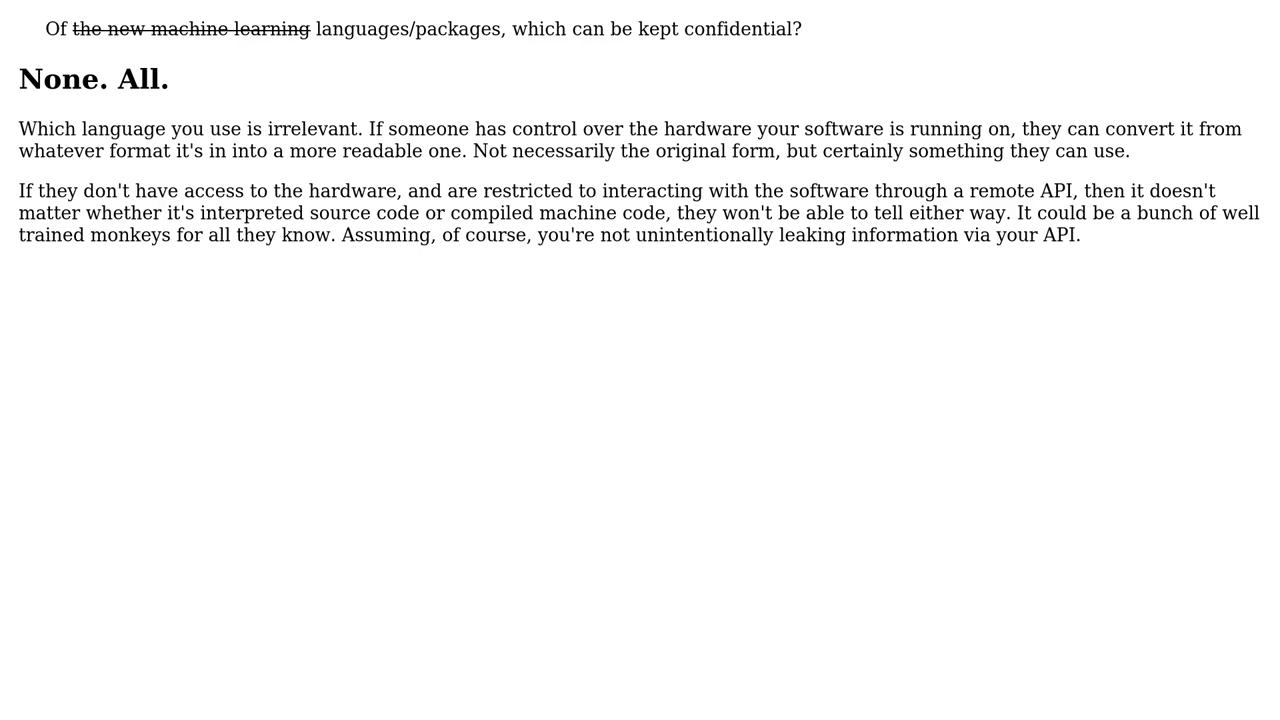 Of the new machine learning languages/packages, which can be kept confidential?
None. All.
Which language you use is irrelevant. If someone has control over the hardware your software is running on, they can convert it from
whatever format it's in into a more readable one. Not necessarily the original form, but certainly something they can use.
If they don't have access to the hardware, and are restricted to interacting with the software through a remote API, then it doesn't
matter whether it's interpreted source code or compiled machine code, they won't be able to tell either way. It could be a bunch of well
trained monkeys for all they know. Assuming, of course, you're not unintentionally leaking information via your API.